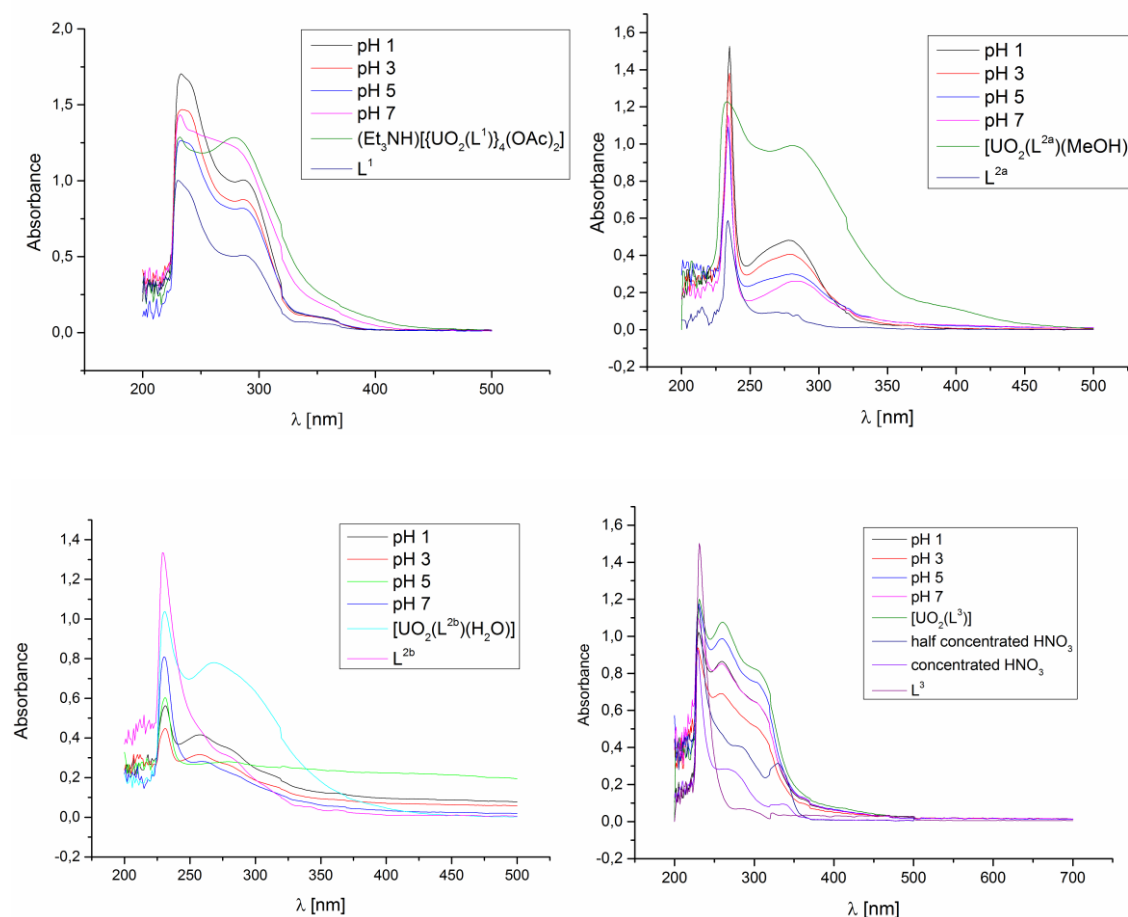 2,0
1,5
1,0
0,5
0,0
200
300
400
500
Absorbance
λ [nm]
pH 1
pH 3
pH 5
pH 7
(Et₃NH)[{UO₂(L¹)}₄(OAc)₂]
L¹
1,6
1,4
1,2
1,0
0,8
0,6
0,4
0,2
0,0
-0,2
200
250
300
350
400
450
500
Absorbance
λ [nm]
pH 1
pH 3
pH 5
pH 7
[UO₂(L²ᵃ)(MeOH)
L²ᵃ
1,4
1,2
1,0
0,8
0,6
0,4
0,2
0,0
-0,2
200
250
300
350
400
450
500
Absorbance
λ [nm]
pH 1
pH 3
pH 5
pH 7
[UO₂(L²ᵇ)(H₂O)]
L²ᵇ
1,6
1,4
1,2
1,0
0,8
0,6
0,4
0,2
0,0
-0,2
200
300
400
500
600
700
Absorbance
λ [nm]
pH 1
pH 3
pH 5
pH 7
[UO₂(L³)]
half concentrated HNO₃
concentrated HNO₃
L³